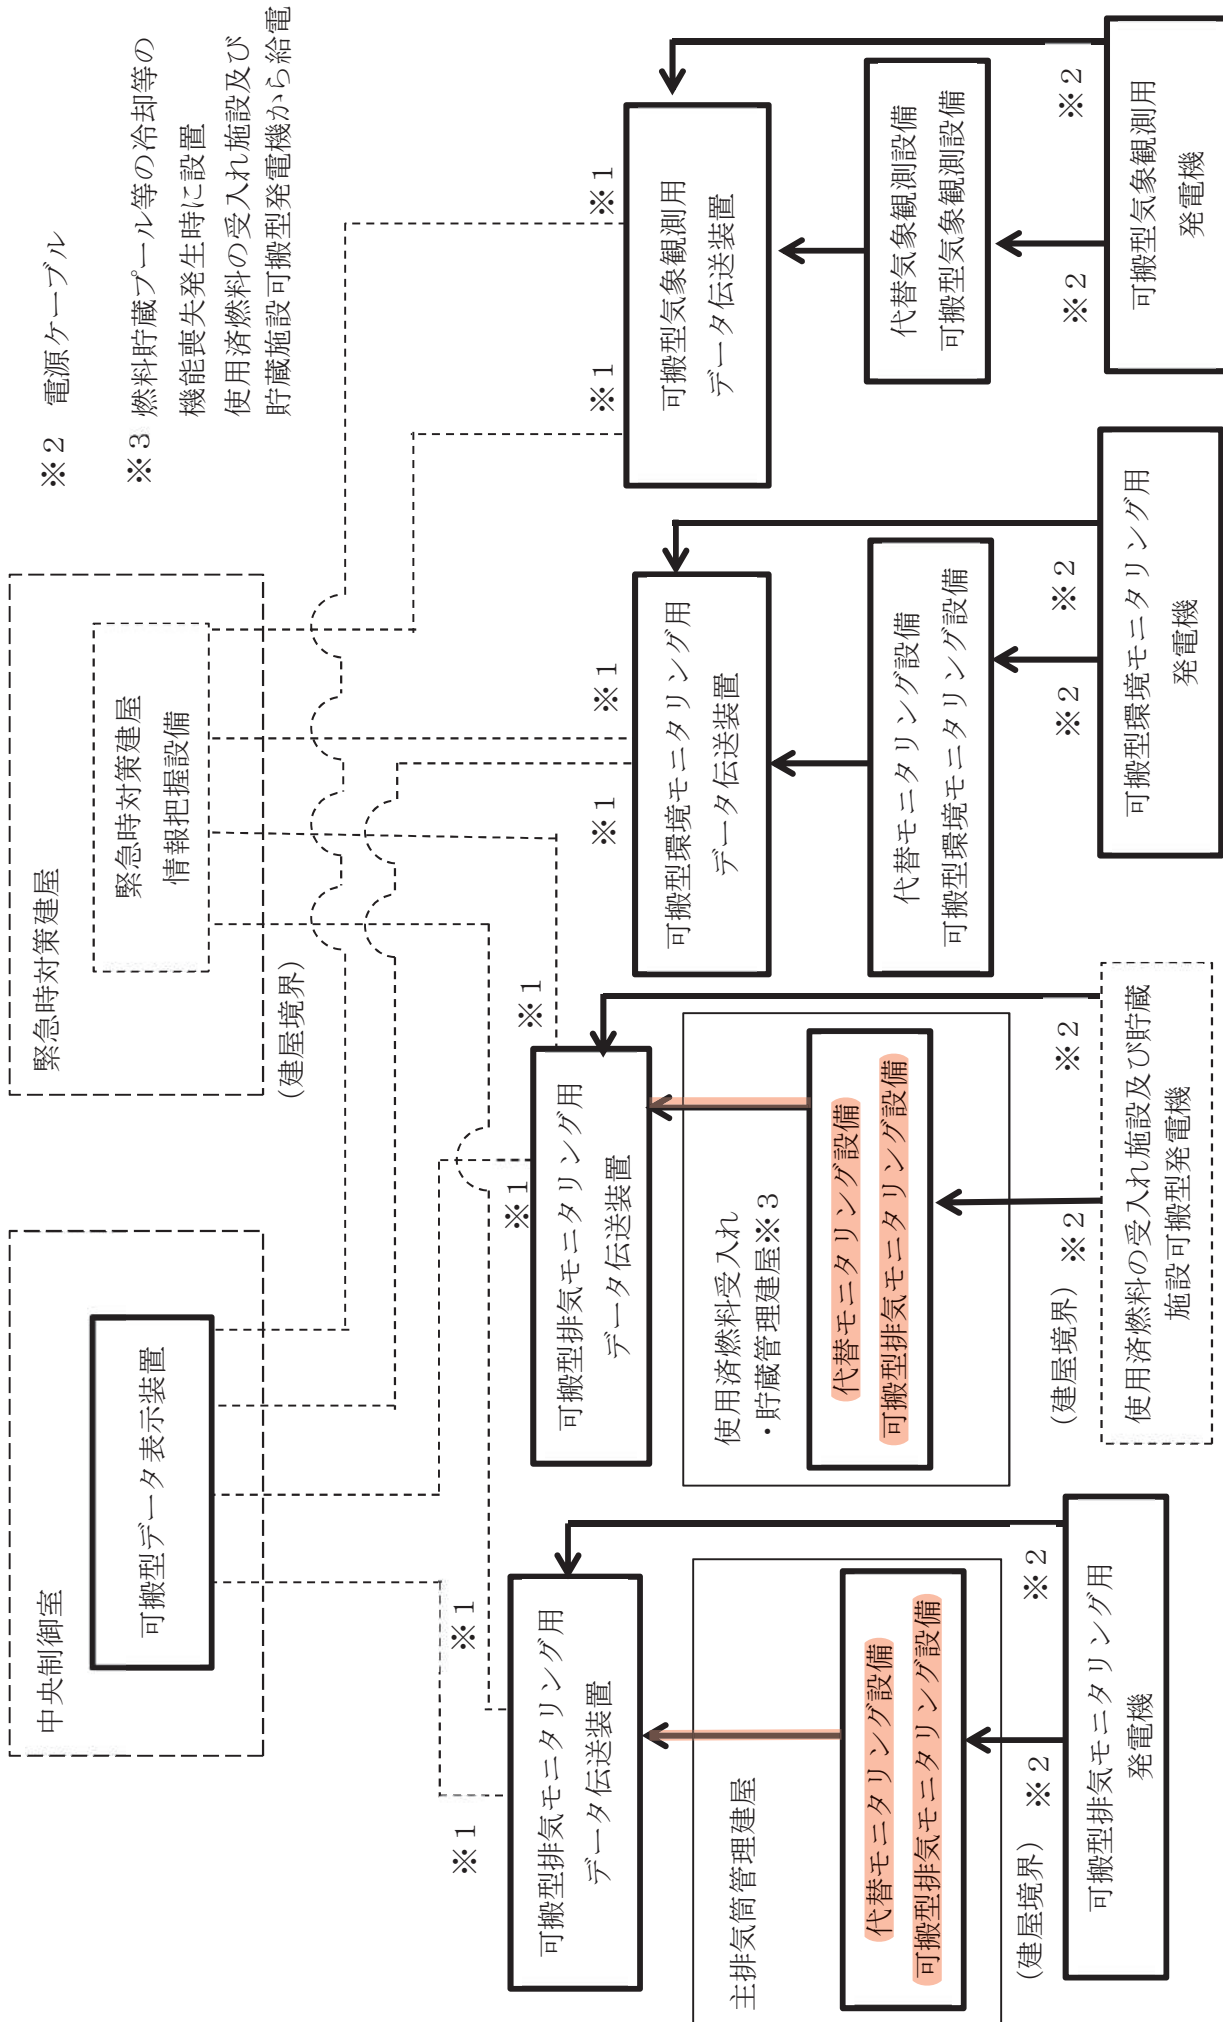 中央制御室
可搬型データ表示装置
緊急時対策建屋
緊急時対策建屋
情報把握設備
(建屋境界)
※2 電源ケーブル
※3 燃料貯蔵プール等の冷却等の
機能喪失発生時に設置
使用済燃料の受入れ施設及び
貯蔵施設可搬型発電機から給電
※1
※1
可搬型排気モニタリング用
データ伝送装置
主排気筒管理建屋
代替モニタリング設備
可搬型排気モニタリング設備
(建屋境界)
※2
※2
可搬型排気モニタリング用
発電機
※1
※1
可搬型排気モニタリング用
データ伝送装置
使用済燃料受入れ
・貯蔵管理建屋※3
代替モニタリング設備
可搬型排気モニタリング設備
(建屋境界)
※2
※2
使用済燃料の受入れ施設及び貯蔵
施設可搬型発電機
※1
※1
可搬型環境モニタリング用
データ伝送装置
代替モニタリング設備
可搬型環境モニタリング設備
※2
※2
可搬型環境モニタリング用
発電機
※1
※1
可搬型気象観測用
データ伝送装置
代替気象観測設備
可搬型気象観測設備
※2
※2
可搬型気象観測用
発電機